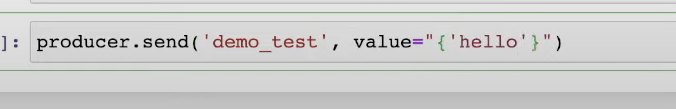 ]: producer.send('demo_test', value="{'hello'}")